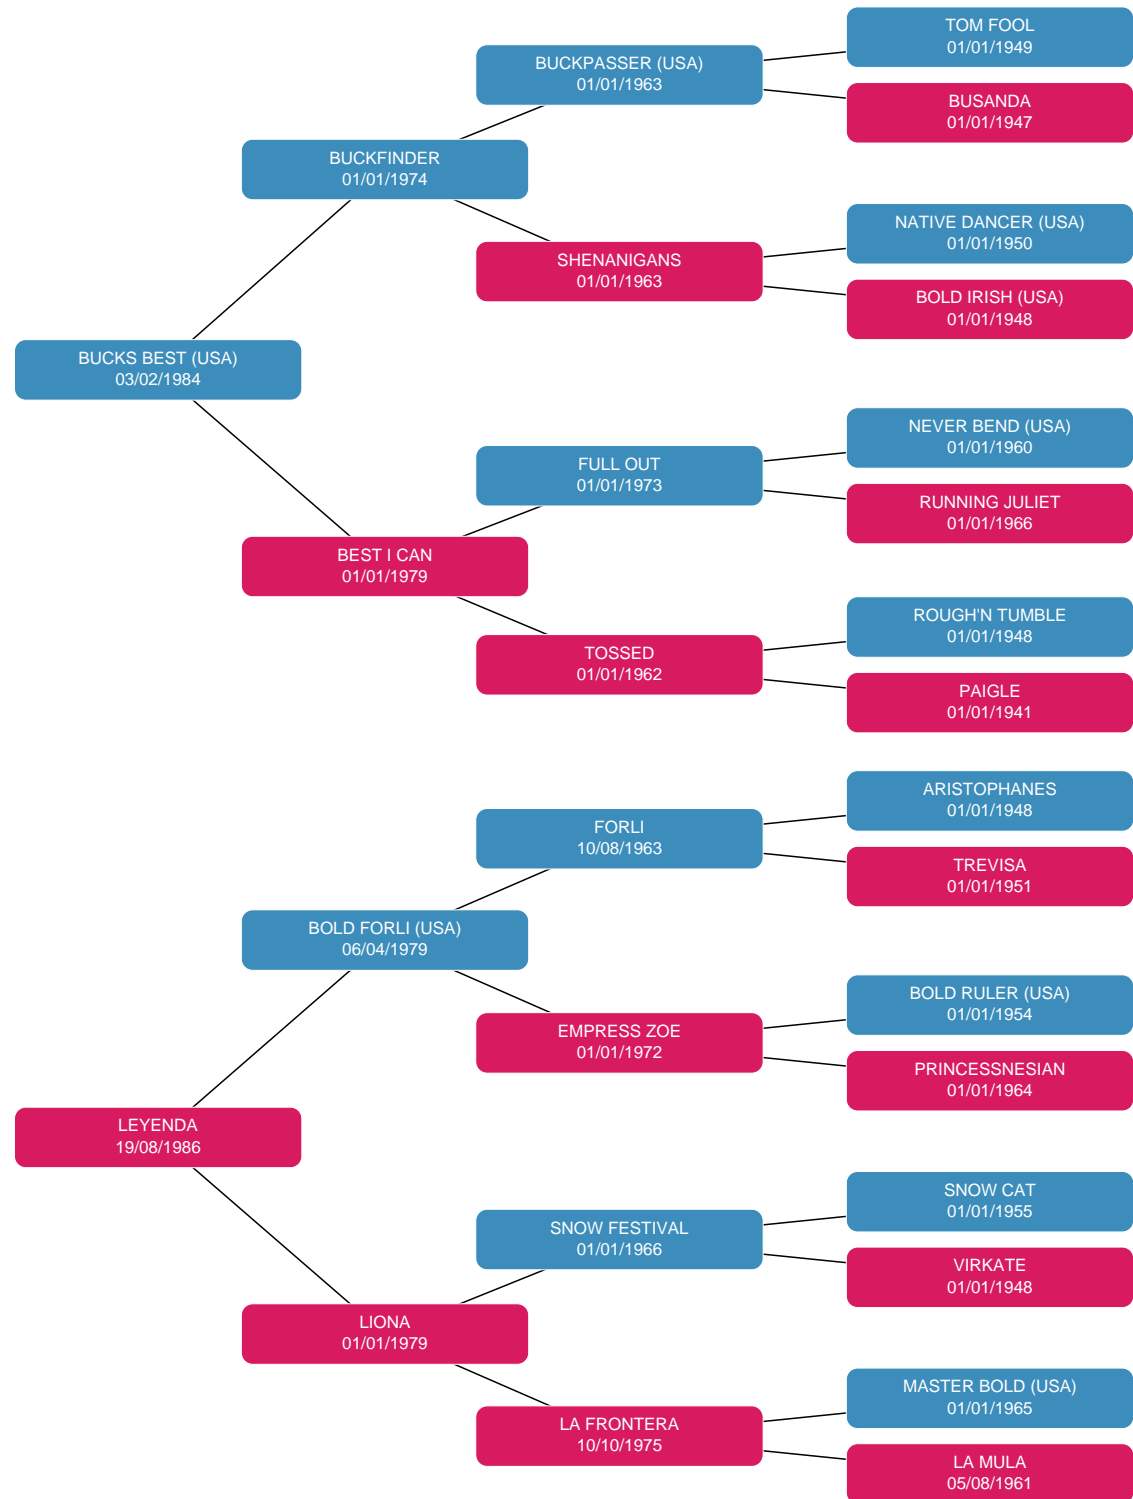 TOM FOOL
01/01/1949
BUCKPASSER (USA)
01/01/1963
BUSANDA
01/01/1947
BUCKFINDER
01/01/1974
NATIVE DANCER (USA)
01/01/1950
SHENANIGANS
01/01/1963
BOLD IRISH (USA)
01/01/1948
BUCKS BEST (USA)
03/02/1984
NEVER BEND (USA)
01/01/1960
FULL OUT
01/01/1973
RUNNING JULIET
01/01/1966
BEST I CAN
01/01/1979
ROUGH'N TUMBLE
01/01/1948
TOSSED
01/01/1962
PAIGLE
01/01/1941
ARISTOPHANES
01/01/1948
FORLI
10/08/1963
TREVISA
01/01/1951
BOLD FORLI (USA)
06/04/1979
BOLD RULER (USA)
01/01/1954
EMPRESS ZOE
01/01/1972
PRINCESSNESIAN
01/01/1964
LEYENDA
19/08/1986
SNOW CAT
01/01/1955
SNOW FESTIVAL
01/01/1966
VIRKATE
01/01/1948
LIONA
01/01/1979
MASTER BOLD (USA)
01/01/1965
LA FRONTERA
10/10/1975
LA MULA
05/08/1961